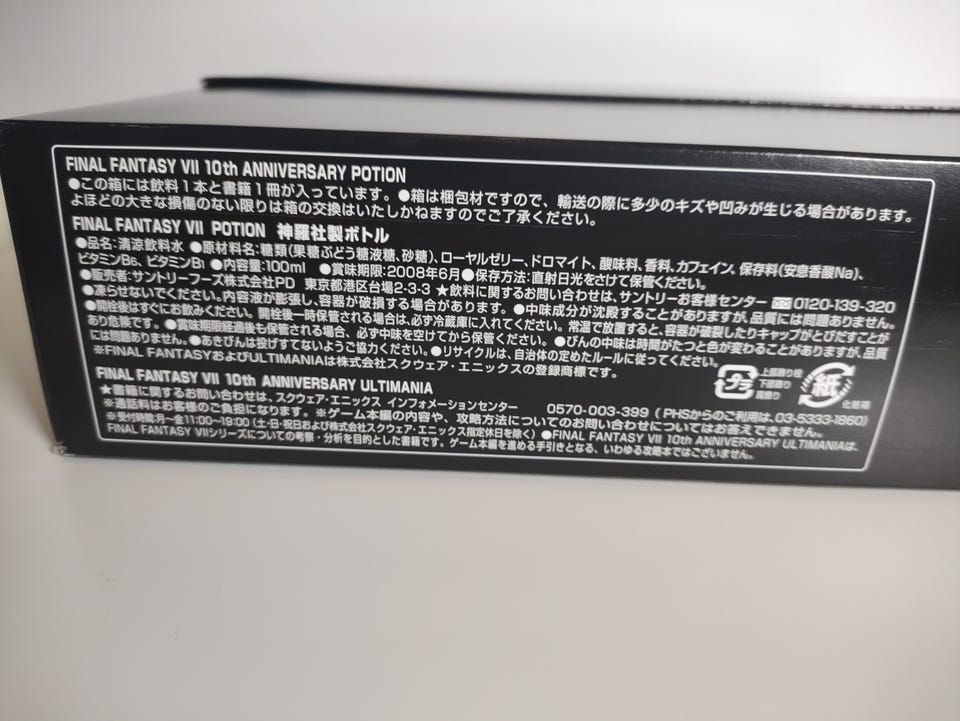 FINAL FANTASY VII 10th ANNIVERSARY POTION
●この箱には飲料1本と書籍1冊が入っています。●箱は梱包材ですので、輸送の際に多少のキズや凹みが生じる場合があります。
よほどの大きな損傷のない限りは箱の交換はいたしかねますのでご了承ください。
FINAL FANTASY VII POTION 神羅社製ボトル
●品名:清涼飲料水 ●原材料名:糖類(果糖ぶどう糖液糖、砂糖)、ローヤルゼリー、ドロマイト、酸味料、香料、カフェイン、保存料(安息香酸Na)、
ビタミンB6、ビタミンB1 ●内容量:100ml ●賞味期限:2008年6月●保存方法:直射日光をさけて保管ください。
●販売者:サントリーフーズ株式会社PD 東京都港区台場2-3-3 ★飲料に関するお問い合わせは、サントリーお客様センター 0120-139-320
●凍らせないでください。内容液が膨張し、容器が破損する場合があります。●中味成分が沈殿することがありますが、品質には問題ありません。
●開栓後はすぐにお飲みください。開栓後一時保管される場合は、必ず冷蔵庫に入れてください。常温で放置すると、容器が破裂したりキャップがとびだすことが
あり危険です。●賞味期限経過後も保管される場合、必ず中味を空けてから保管ください。●びんの中味は時間がたつと色が変わることがありますが、品質
には問題ありません。●あきびんは投げすてないようご協力ください。●リサイクルは、自治体の定めたルールに従ってください。
※FINAL FANTASYおよびULTIMANIAは株式会社スクウェア・エニックスの登録商標です。
プラ
上部飾り栓
下部飾り
肩飾り
紙
化粧箱
FINAL FANTASY VII 10th ANNIVERSARY ULTIMANIA
★書籍に関するお問い合わせは、スクウェア・エニックス インフォメーションセンター 0570-003-399 (PHSからのご利用は、03-5333-1860)
※通話料はお客様のご負担になります。※ゲーム本編の内容や、攻略方法についてのお問い合わせについてはお答えできません。
※受付時間:月〜金11:00〜19:00(土・日・祝日および株式会社スクウェア・エニックス指定休日を除く)●FINAL FANTASY VII 10th ANNIVERSARY ULTIMANIAは、
FINAL FANTASY VIIシリーズについての考察・分析を目的とした書籍です。ゲーム本編を進める手引きとなる、いわゆる攻略本ではございません。